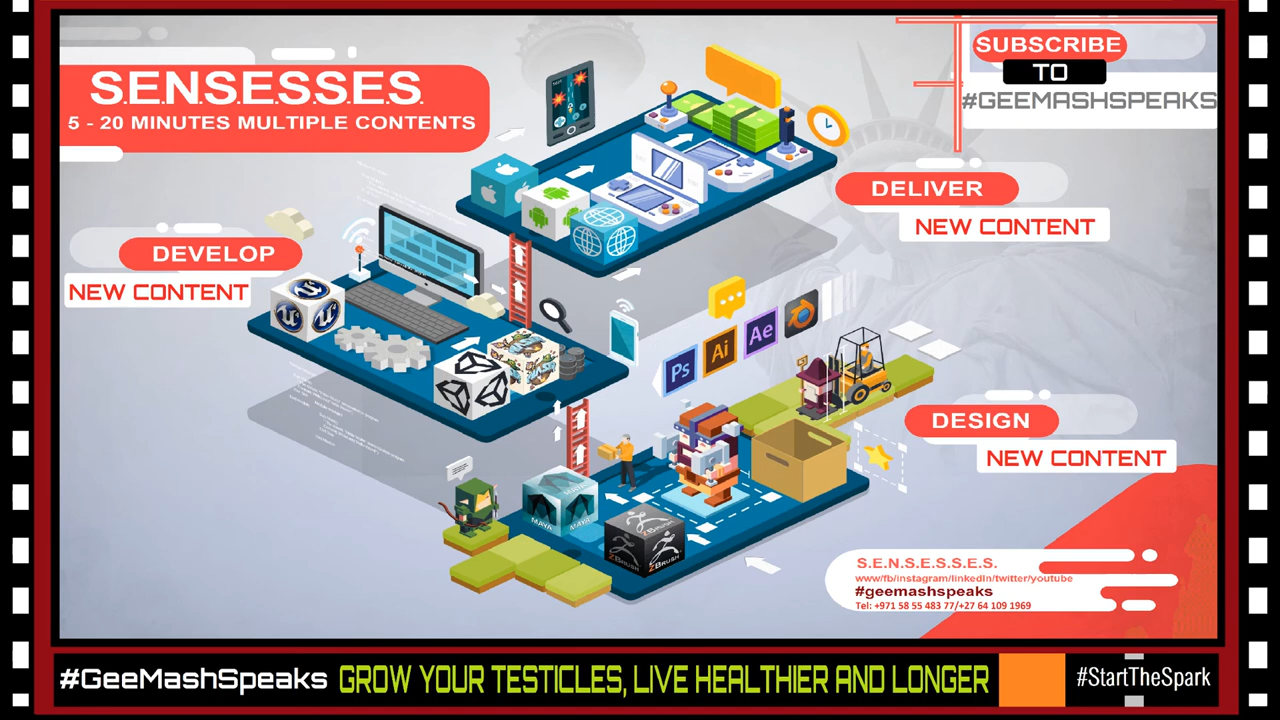 S.E.N.S.E.S.S.E.S.
5 - 20 MINUTES MULTIPLE CONTENTS
SUBSCRIBE
TO
#GEEMASHSPEAKS
DELIVER
NEW CONTENT
DEVELOP
NEW CONTENT
Ps
Ai
Ae
DESIGN
NEW CONTENT
MAYA
MAYA
ZBRUSH
ZBRUSH
S.E.N.S.E.S.S.E.S.
www/fb/instagram/linkedIn/twitter/youtube
#geemashspeaks
Tel: +971 58 55 483 77/+27 64 109 1969
#GeeMashSpeaks GROW YOUR TESTICLES, LIVE HEALTHIER AND LONGER
#StartTheSpark